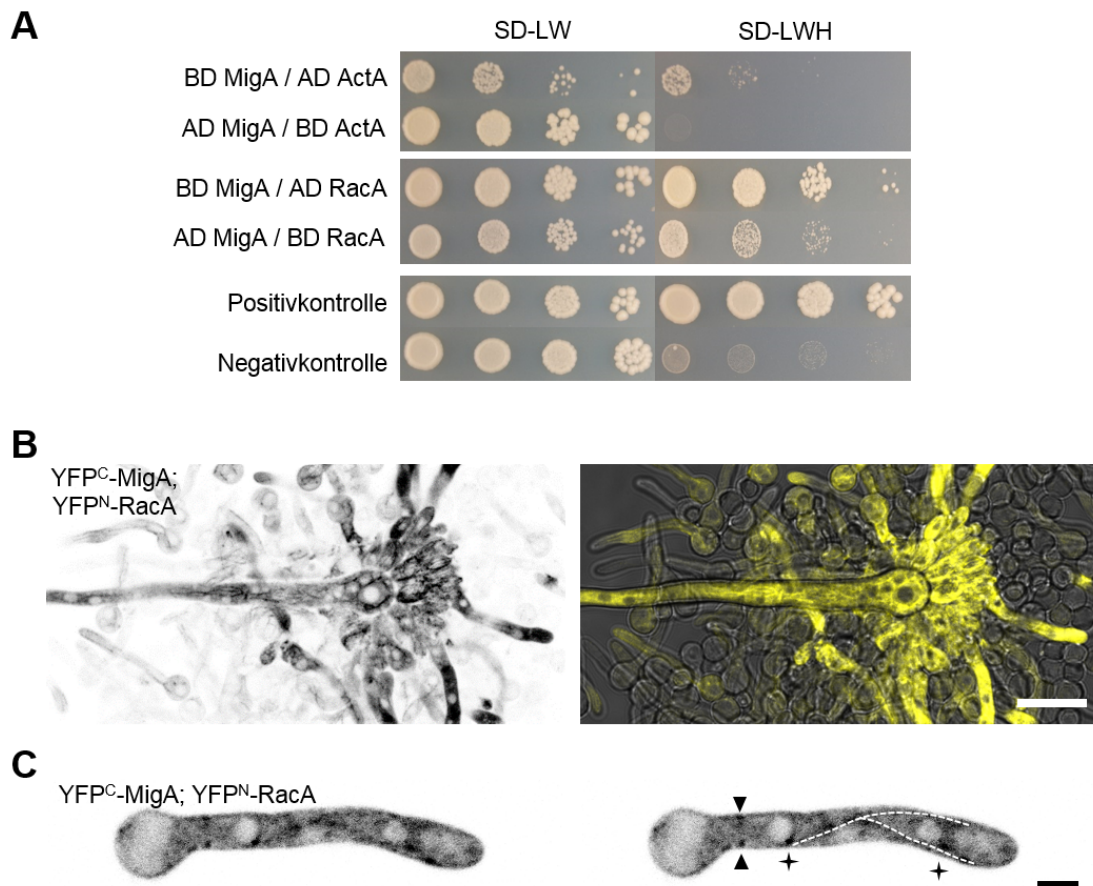 A
SD-LW SD-LWH
BD MigA / AD ActA
AD MigA / BD ActA
BD MigA / AD RacA
AD MigA / BD RacA
Positivkontrolle
Negativkontrolle
B
YFPᶜ-MigA;
YFPᴺ-RacA
C
YFPᶜ-MigA; YFPᴺ-RacA